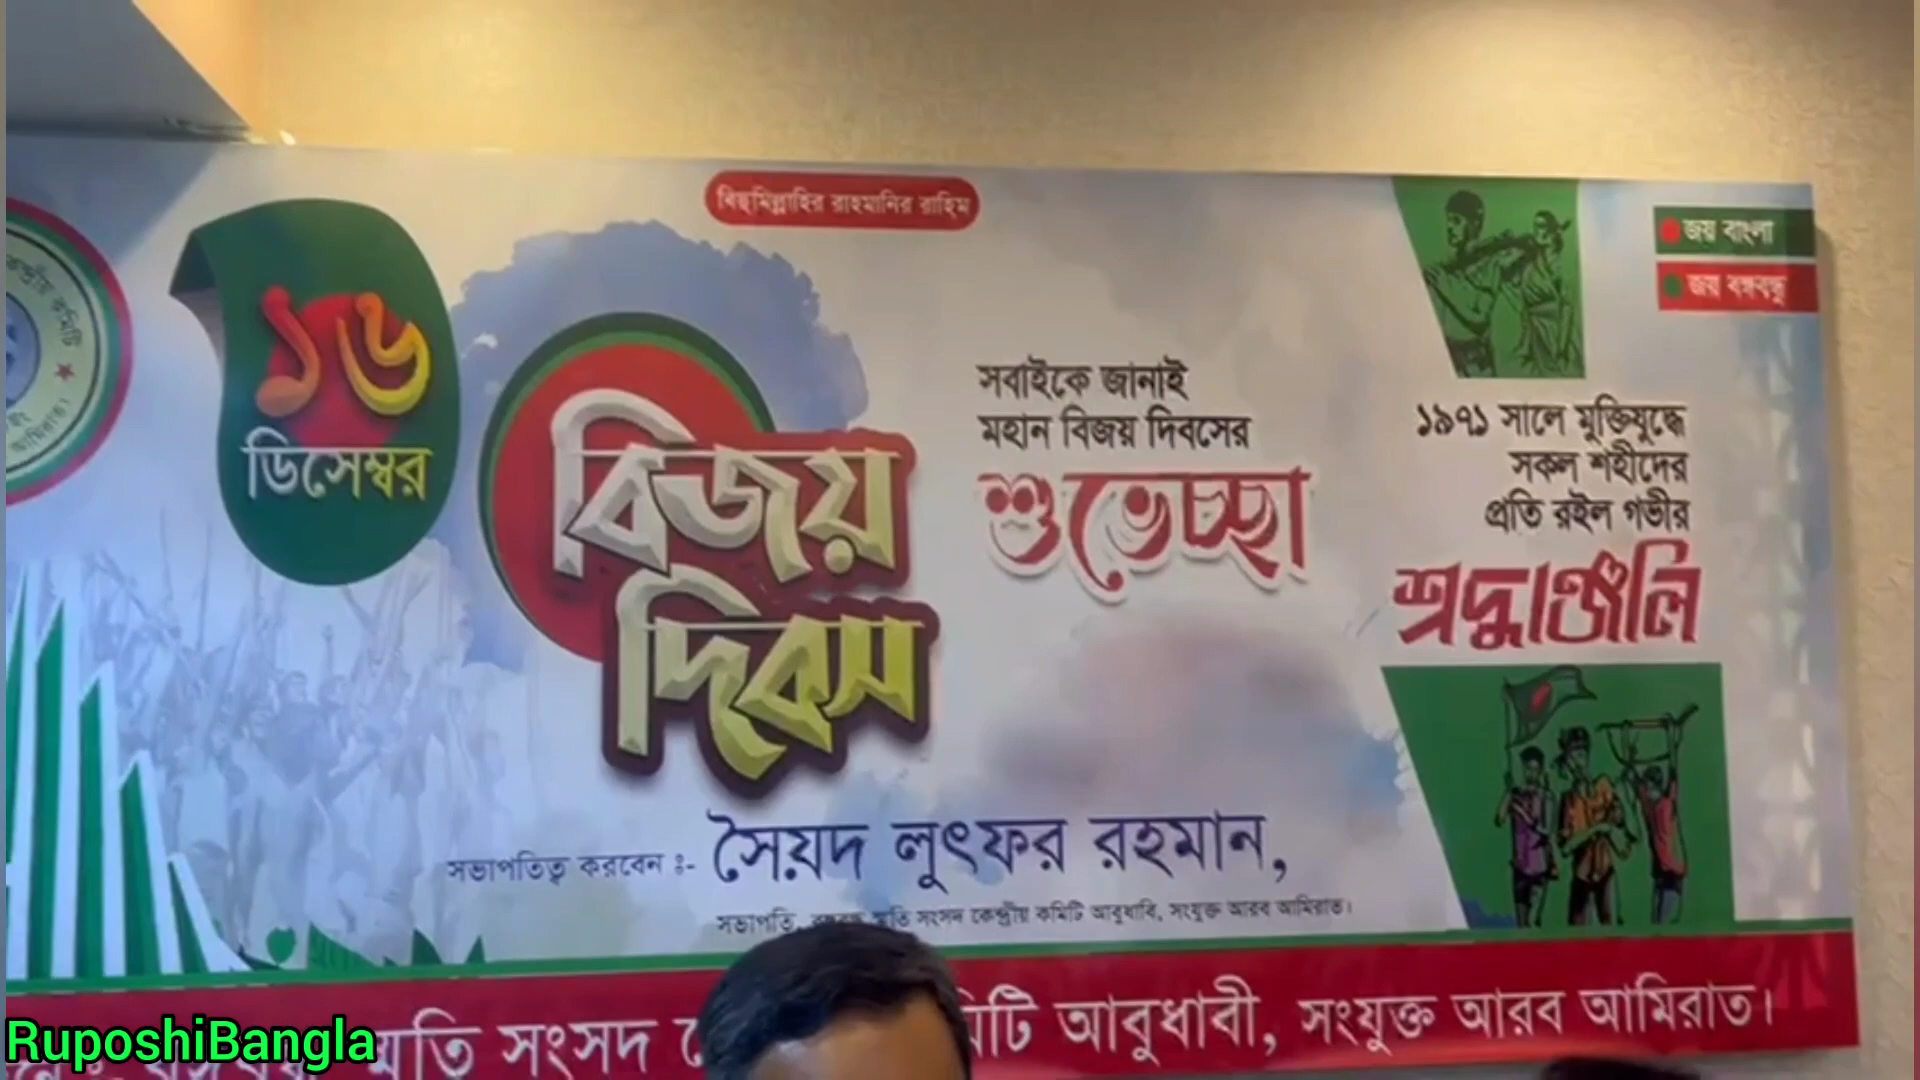 বিছমিল্লাহির রাহমানির রাহিম
জয় বাংলা
জয় বঙ্গবন্ধু
কেন্দ্রীয় কমিটি
১৬
ডিসেম্বর
বিজয়
দিবস
সবাইকে জানাই
মহান বিজয় দিবসের
শুভেচ্ছা
১৯৭১ সালে মুক্তিযুদ্ধে
সকল শহীদের
প্রতি রইল গভীর
শ্রদ্ধাঞ্জলি
সভাপতিত্ব করবেন ঃ- সৈয়দ লুৎফর রহমান,
সভাপতি, স্মৃতি সংসদ কেন্দ্রীয় কমিটি আবুধাবি, সংযুক্ত আরব আমিরাত।
স্মৃতি সংসদ আবুধাবী, সংযুক্ত আরব আমিরাত।
RuposhiBangla